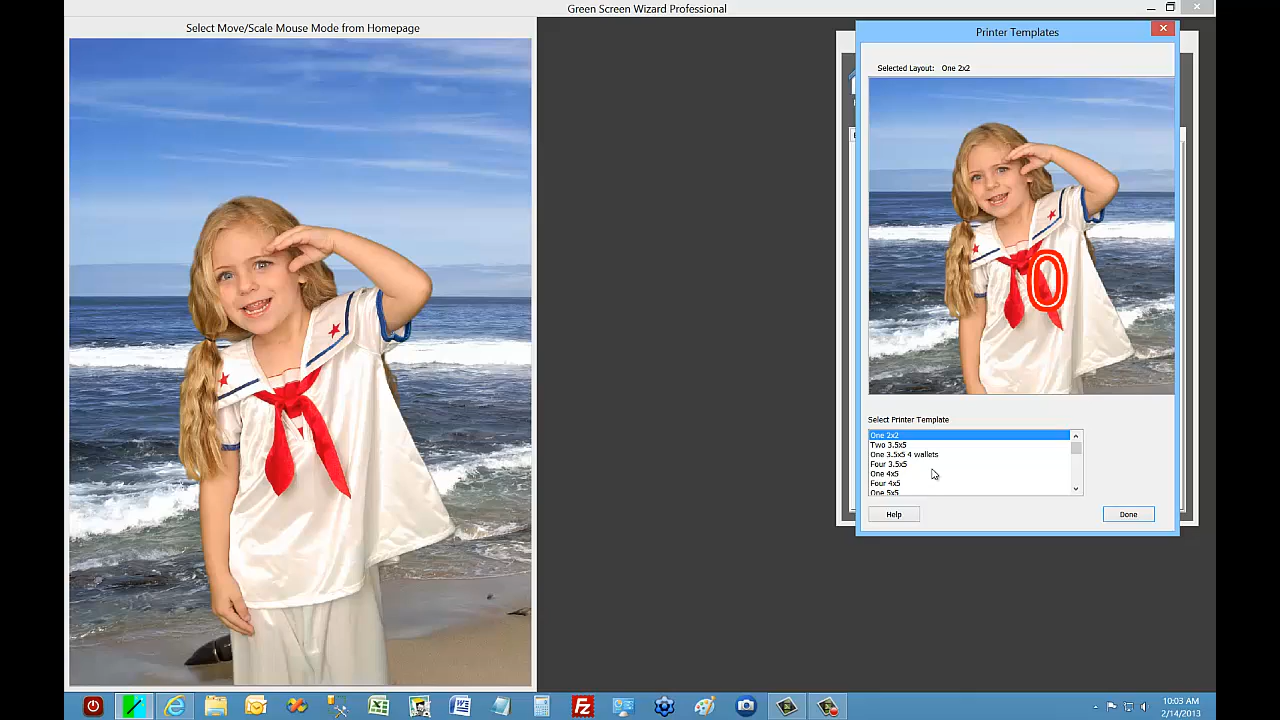 Green Screen Wizard Professional
Select Move/Scale Mouse Mode from Homepage
Printer Templates
Selected Layout: One 2x2
0
Select Printer Template
One 2x2
Two 3.5x5
One 3.5x5 4 wallets
Four 3.5x5
One 4x5
Four 4x5
One 5x5
Help
Done
10:03 AM
2/14/2013